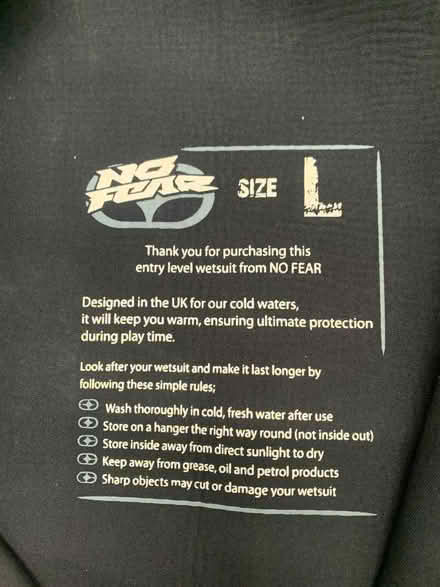 NO FEAR
SIZE L
Thank you for purchasing this
entry level wetsuit from NO FEAR
Designed in the UK for our cold waters,
it will keep you warm, ensuring ultimate protection
during play time.
Look after your wetsuit and make it last longer by
following these simple rules;
Wash thoroughly in cold, fresh water after use
Store on a hanger the right way round (not inside out)
Store inside away from direct sunlight to dry
Keep away from grease, oil and petrol products
Sharp objects may cut or damage your wetsuit